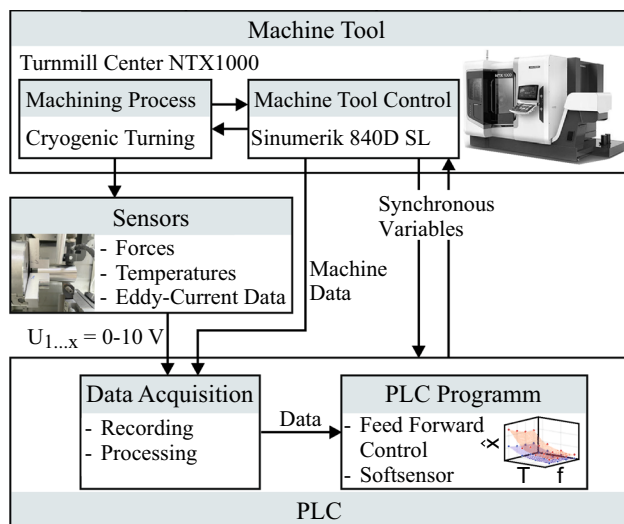 Machine Tool
Turnmill Center NTX1000
Machining Process
Cryogenic Turning
Machine Tool Control
Sinumerik 840D SL
NTX 1000
Sensors
- Forces
- Temperatures
- Eddy-Current Data
Synchronous
Variables
Machine
Data
U1...x = 0-10 V
Data Acquisition
- Recording
- Processing
Data
PLC Programm
- Feed Forward
Control
- Softsensor
x̂
T
f
PLC